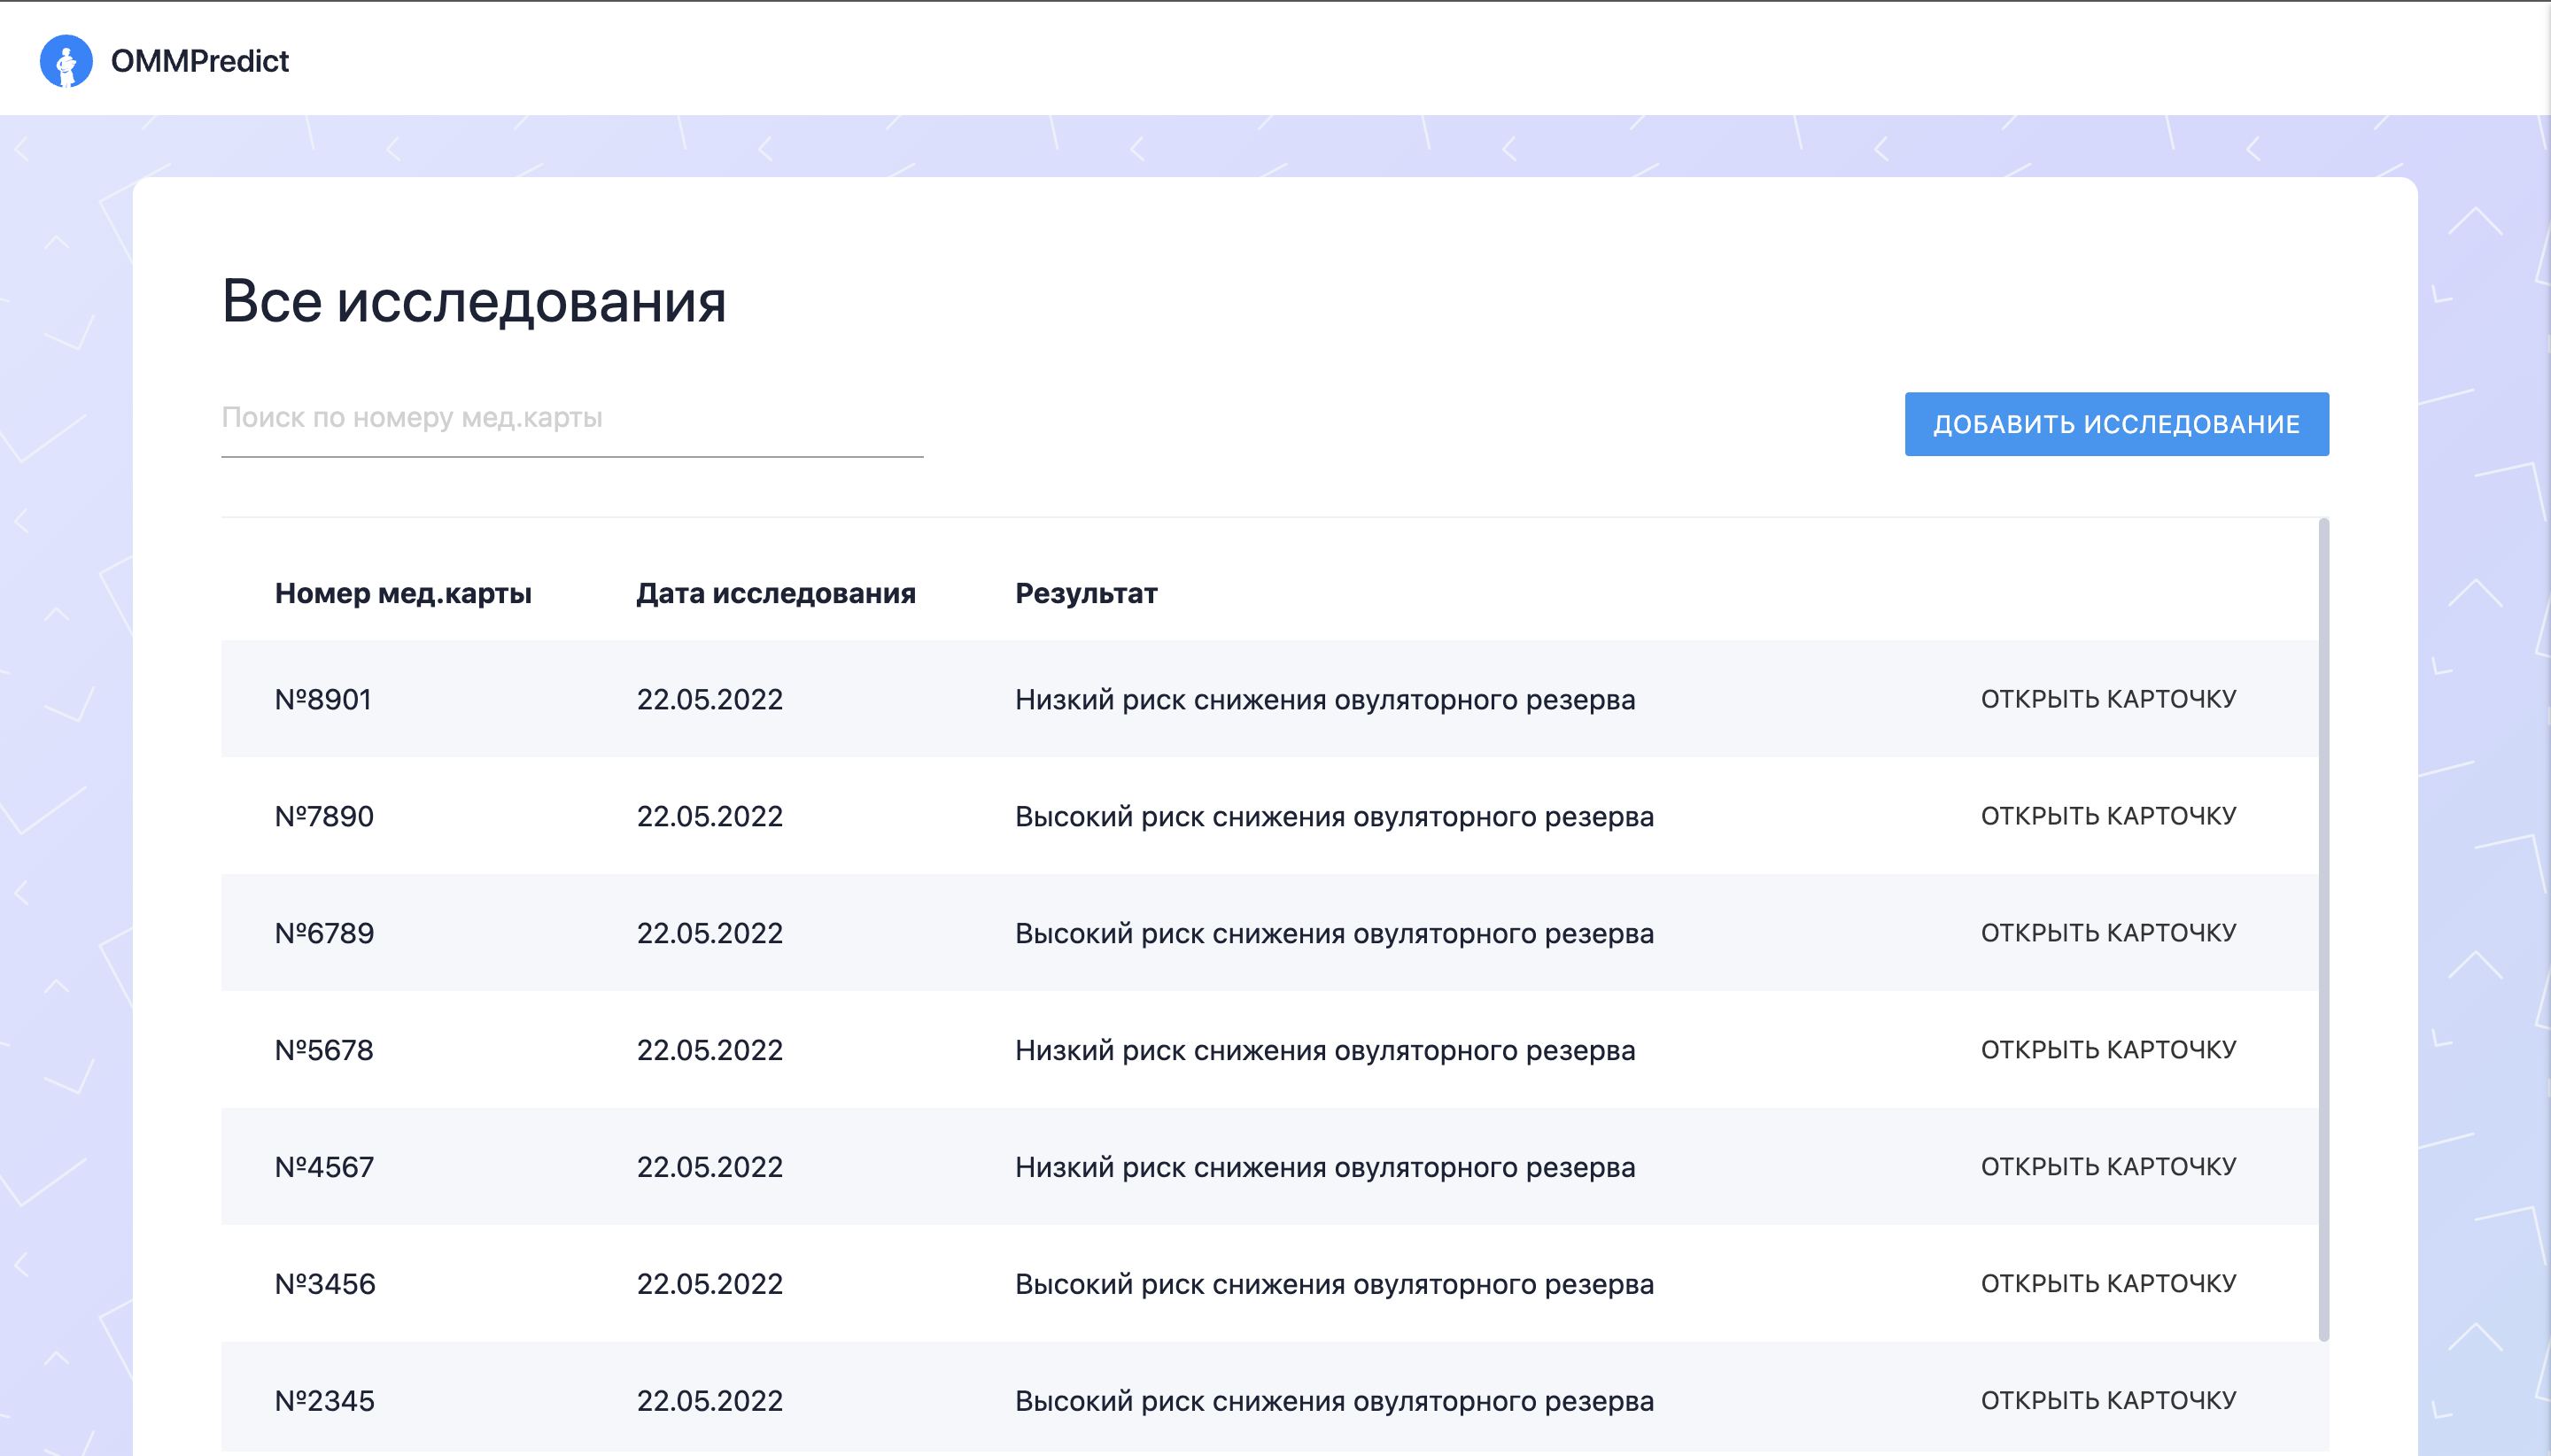 OMMPredict
Все исследования
Поиск по номеру мед.карты
ДОБАВИТЬ ИССЛЕДОВАНИЕ
Номер мед.карты Дата исследования Результат
№8901 22.05.2022 Низкий риск снижения овуляторного резерва ОТКРЫТЬ КАРТОЧКУ
№7890 22.05.2022 Высокий риск снижения овуляторного резерва ОТКРЫТЬ КАРТОЧКУ
№6789 22.05.2022 Высокий риск снижения овуляторного резерва ОТКРЫТЬ КАРТОЧКУ
№5678 22.05.2022 Низкий риск снижения овуляторного резерва ОТКРЫТЬ КАРТОЧКУ
№4567 22.05.2022 Низкий риск снижения овуляторного резерва ОТКРЫТЬ КАРТОЧКУ
№3456 22.05.2022 Высокий риск снижения овуляторного резерва ОТКРЫТЬ КАРТОЧКУ
№2345 22.05.2022 Высокий риск снижения овуляторного резерва ОТКРЫТЬ КАРТОЧКУ